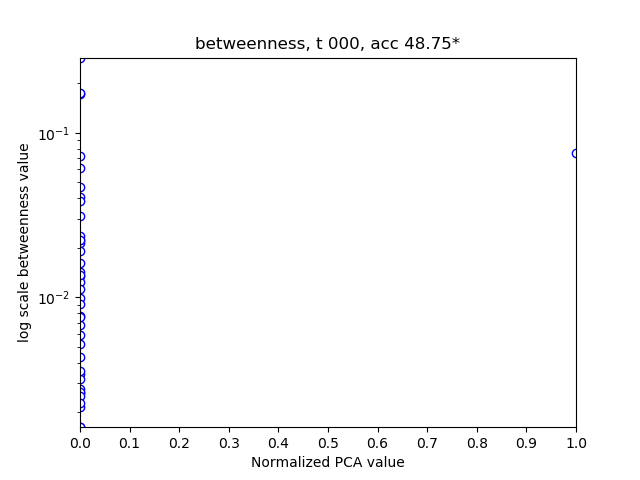 betweenness, t 000, acc 48.75*
log scale betweenness value
10⁻¹
10⁻²
0.0 0.1 0.2 0.3 0.4 0.5 0.6 0.7 0.8 0.9 1.0
Normalized PCA value